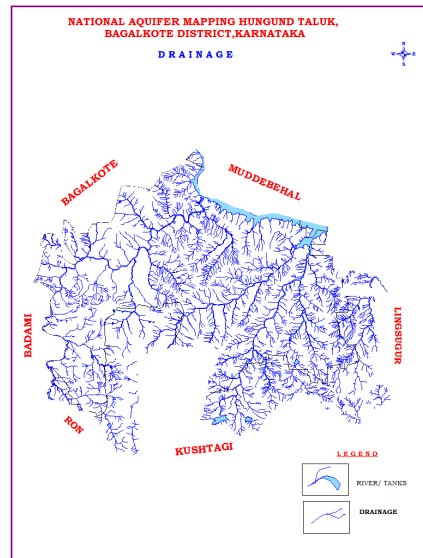 NATIONAL AQUIFER MAPPING HUNGUND TALUK,
BAGALKOTE DISTRICT,KARNATAKA
DRAINAGE
N
W E
S
BAGALKOTE
MUDDEBEHAL
BADAMI
LINGSUGUR
RON
KUSHTAGI
LEGEND
RIVER/ TANKS
DRAINAGE